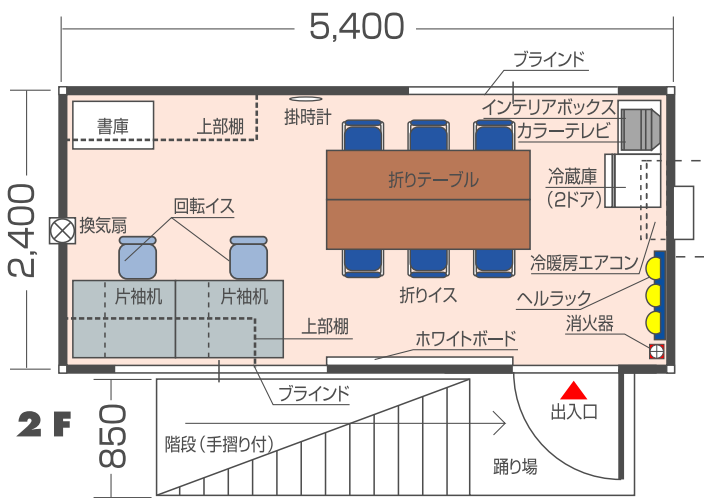 5,400
ブラインド
インテリアボックス
書庫
上部棚
掛時計
カラーテレビ
2,400
折りテーブル
冷蔵庫
(2ドア)
回転イス
換気扇
冷暖房エアコン
片袖机
片袖机
折りイス
ヘルラック
上部棚
消火器
ホワイトボード
ブラインド
2F
850
出入口
階段(手摺り付)
踊り場